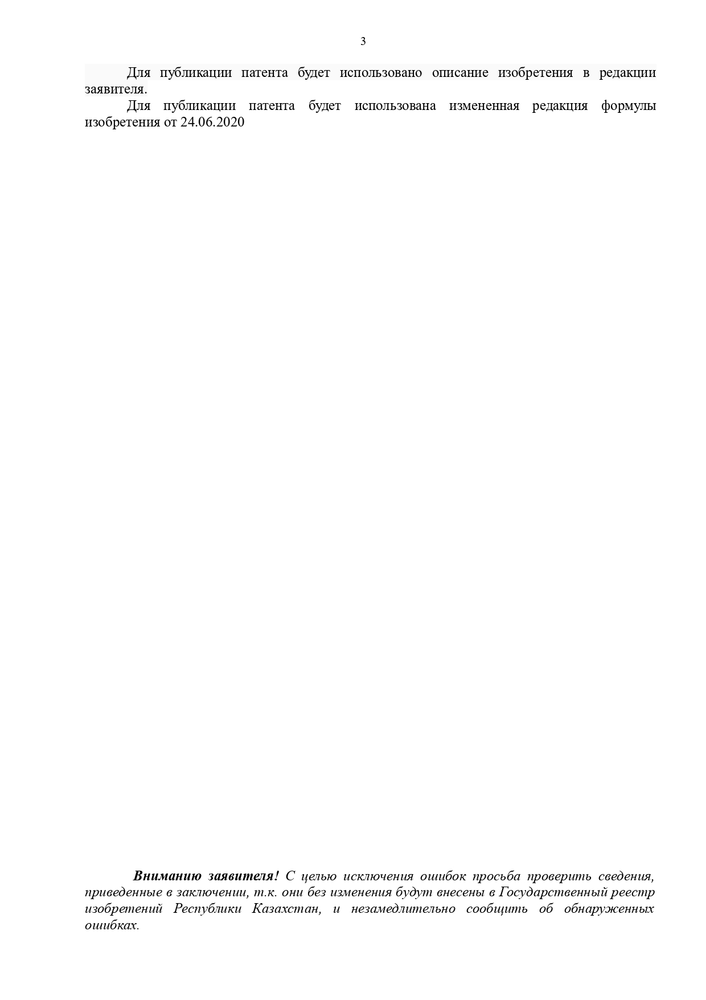 3
Для публикации патента будет использовано описание изобретения в редакции
заявителя.
Для публикации патента будет использована измененная редакция формулы
изобретения от 24.06.2020
Вниманию заявителя! С целью исключения ошибок просьба проверить сведения,
приведенные в заключении, т.к. они без изменения будут внесены в Государственный реестр
изобретений Республики Казахстан, и незамедлительно сообщить об обнаруженных
ошибках.